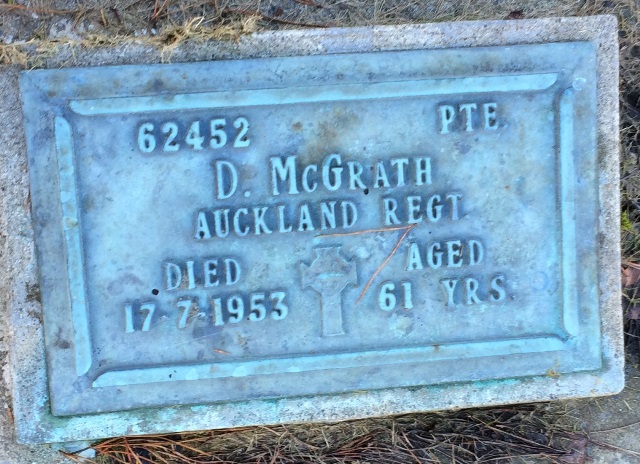 62452 PTE.
D. McGRATH
AUCKLAND REGT.
DIED AGED
17-7-1953 61 YRS.